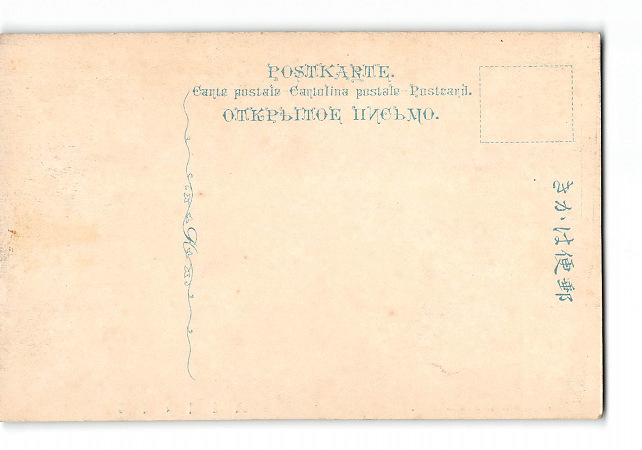 POSTKARTE.
Carte postale - Cartolina postale - Postcard.
ОТКРЫТОЕ ПИСЬМО.
きかは便郵